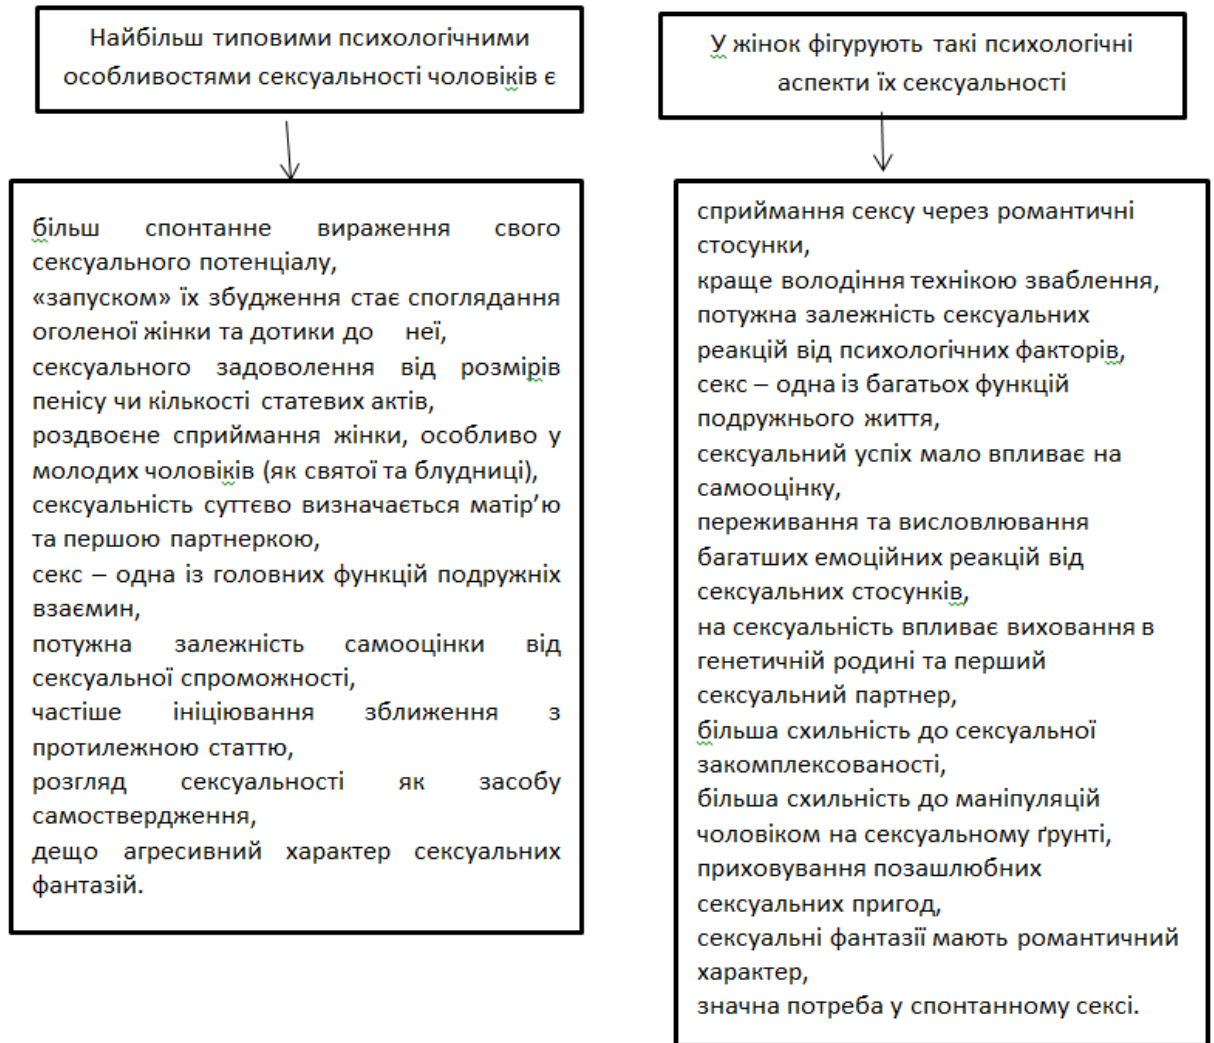 Найбільш типовими психологічними
особливостями сексуальності чоловіків є
більш спонтанне вираження свого
сексуального потенціалу,
«запуском» їх збудження стає споглядання
оголеної жінки та дотики до неї,
сексуального задоволення від розмірів
пенісу чи кількості статевих актів,
роздвоєне сприймання жінки, особливо у
молодих чоловіків (як святої та блудниці),
сексуальність суттєво визначається матір’ю
та першою партнеркою,
секс – одна із головних функцій подружніх
взаємин,
потужна залежність самооцінки від
сексуальної спроможності,
частіше ініціювання зближення з
протилежною статтю,
розгляд сексуальності як засобу
самоствердження,
дещо агресивний характер сексуальних
фантазій.
У жінок фігурують такі психологічні
аспекти їх сексуальності
сприймання сексу через романтичні
стосунки,
краще володіння технікою зваблення,
потужна залежність сексуальних
реакцій від психологічних факторів,
секс – одна із багатьох функцій
подружнього життя,
сексуальний успіх мало впливає на
самооцінку,
переживання та висловлювання
багатших емоційних реакцій від
сексуальних стосунків,
на сексуальність впливає виховання в
генетичній родині та перший
сексуальний партнер,
більша схильність до сексуальної
закомплексованості,
більша схильність до маніпуляцій
чоловіком на сексуальному ґрунті,
приховування позашлюбних
сексуальних пригод,
сексуальні фантазії мають романтичний
характер,
значна потреба у спонтанному сексі.